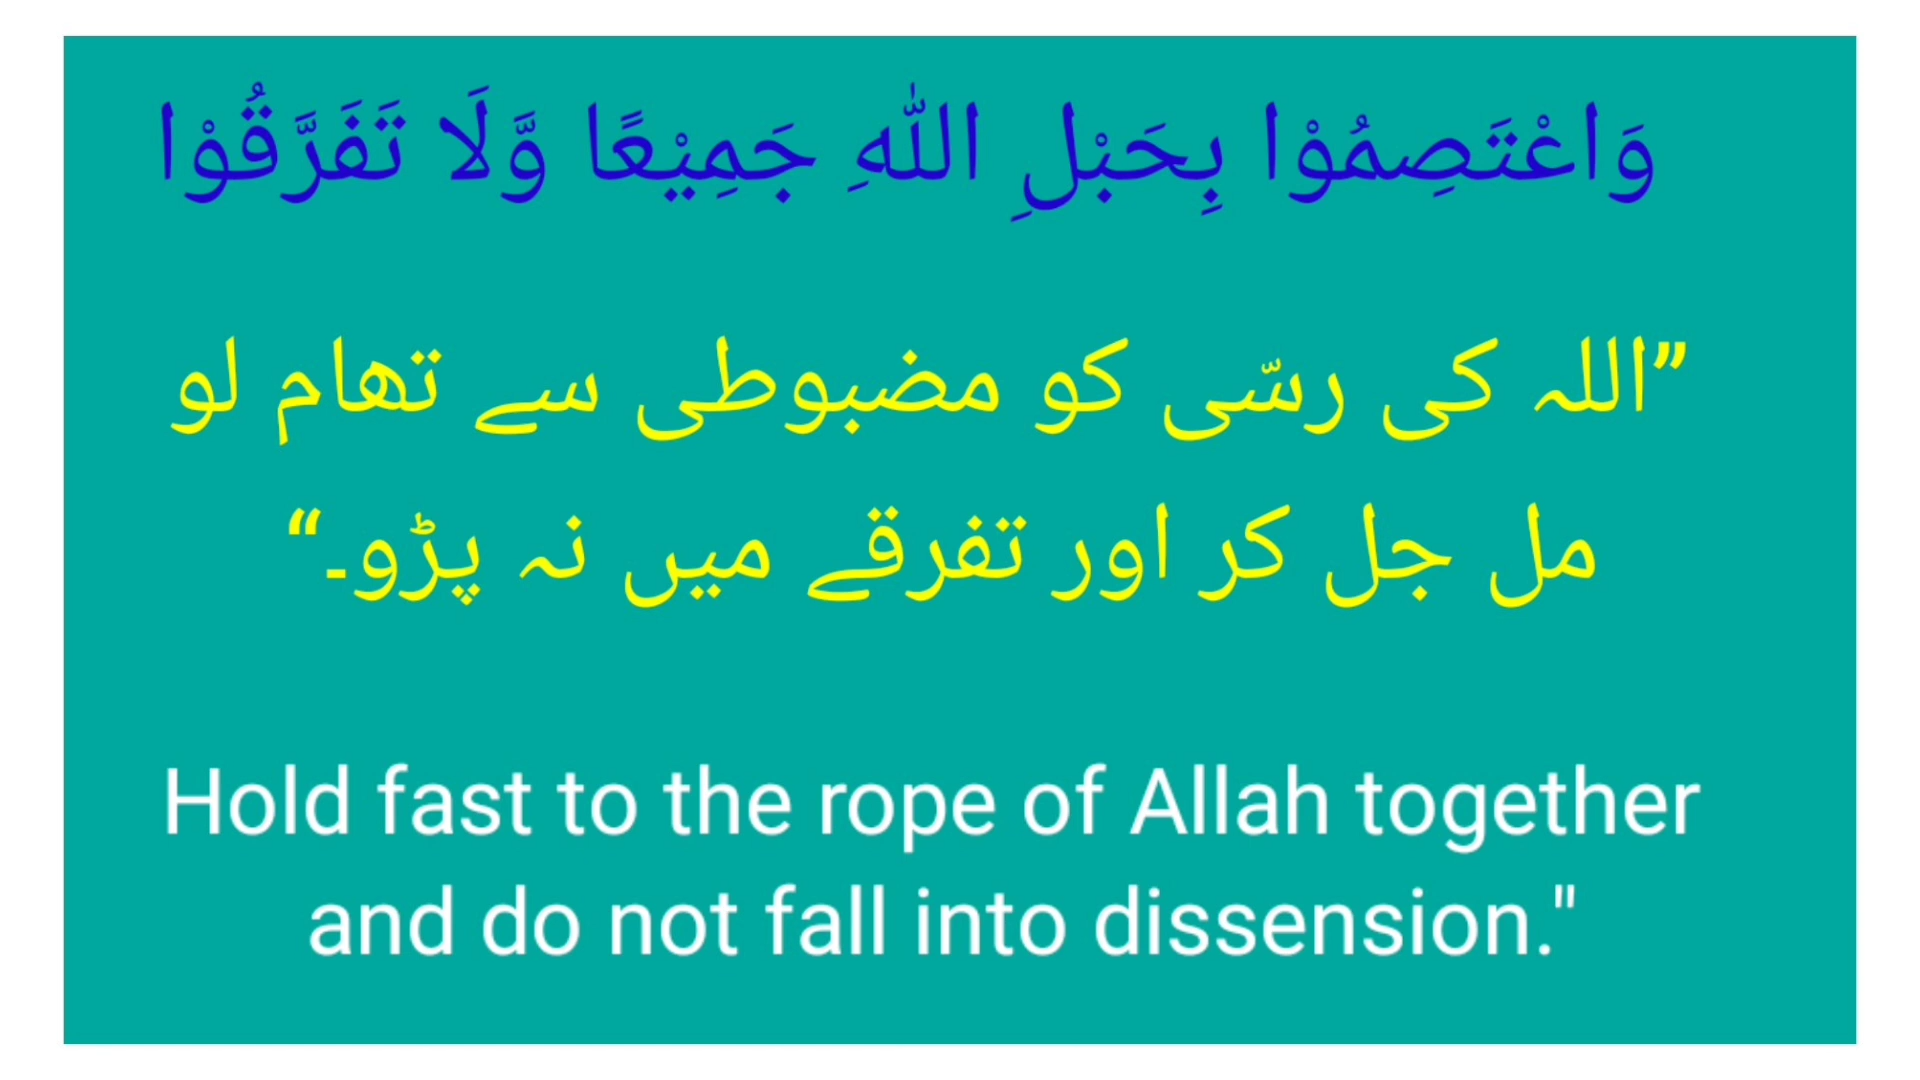 وَاعْتَصِمُوْا بِحَبْلِ اللّٰهِ جَمِيْعًا وَّلَا تَفَرَّقُوْا
”اللہ کی رسّی کو مضبوطی سے تھام لو
مل جل کر اور تفرقے میں نہ پڑو۔“
Hold fast to the rope of Allah together
and do not fall into dissension."